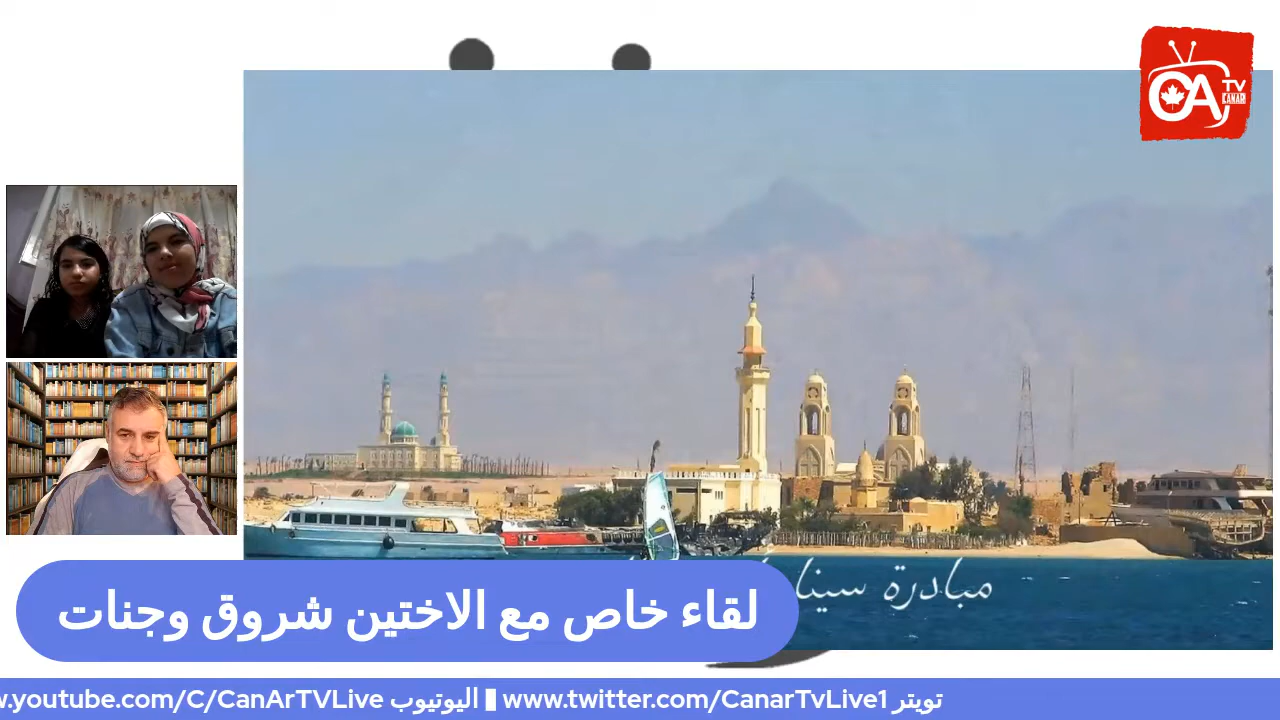 CA TV
CANAR
مبادرة سينا
لقاء خاص مع الاختين شروق وجنات
تويتر www.twitter.com/CanarTvLive1 ▮ اليوتيوب w.youtube.com/C/CanArTVLive